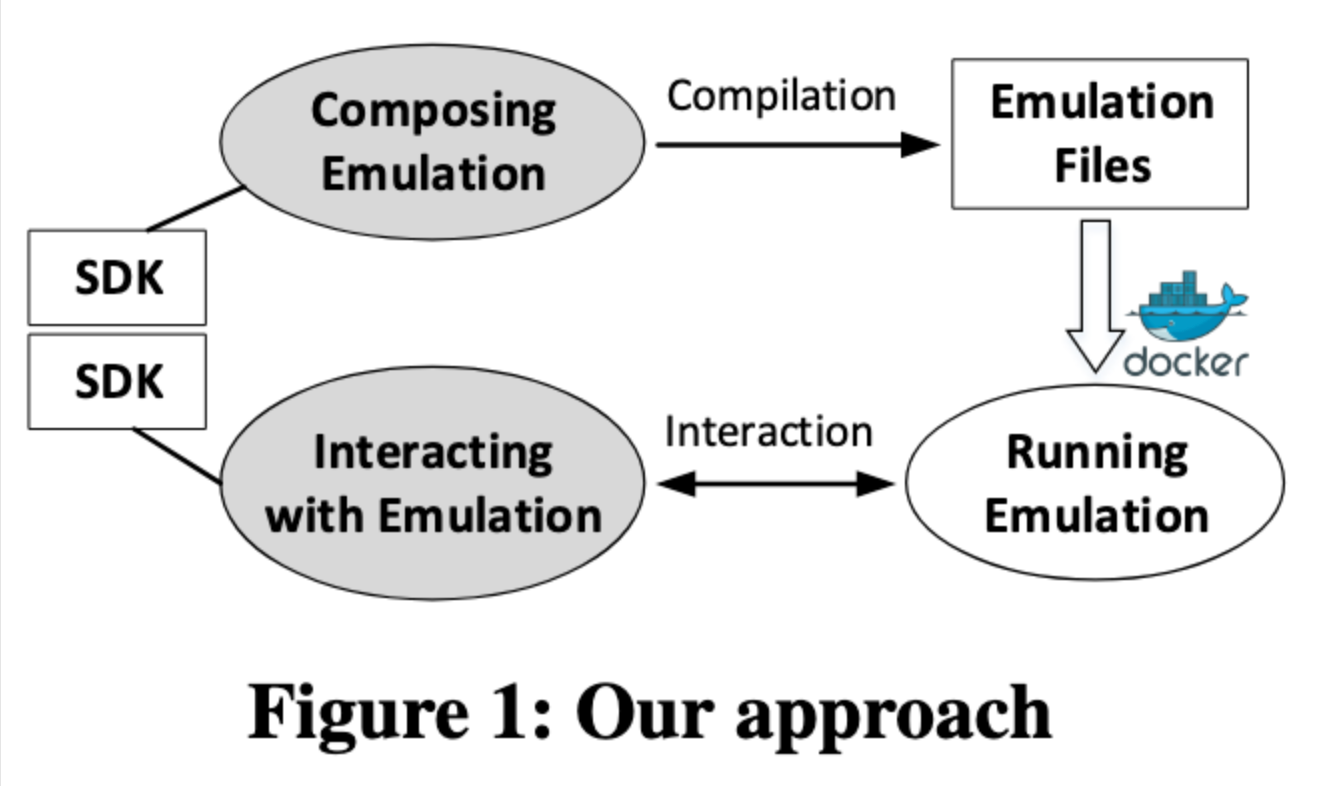 Composing
Emulation
Compilation
Emulation
Files
SDK
SDK
docker
Interacting
with Emulation
Interaction
Running
Emulation
Figure 1: Our approach